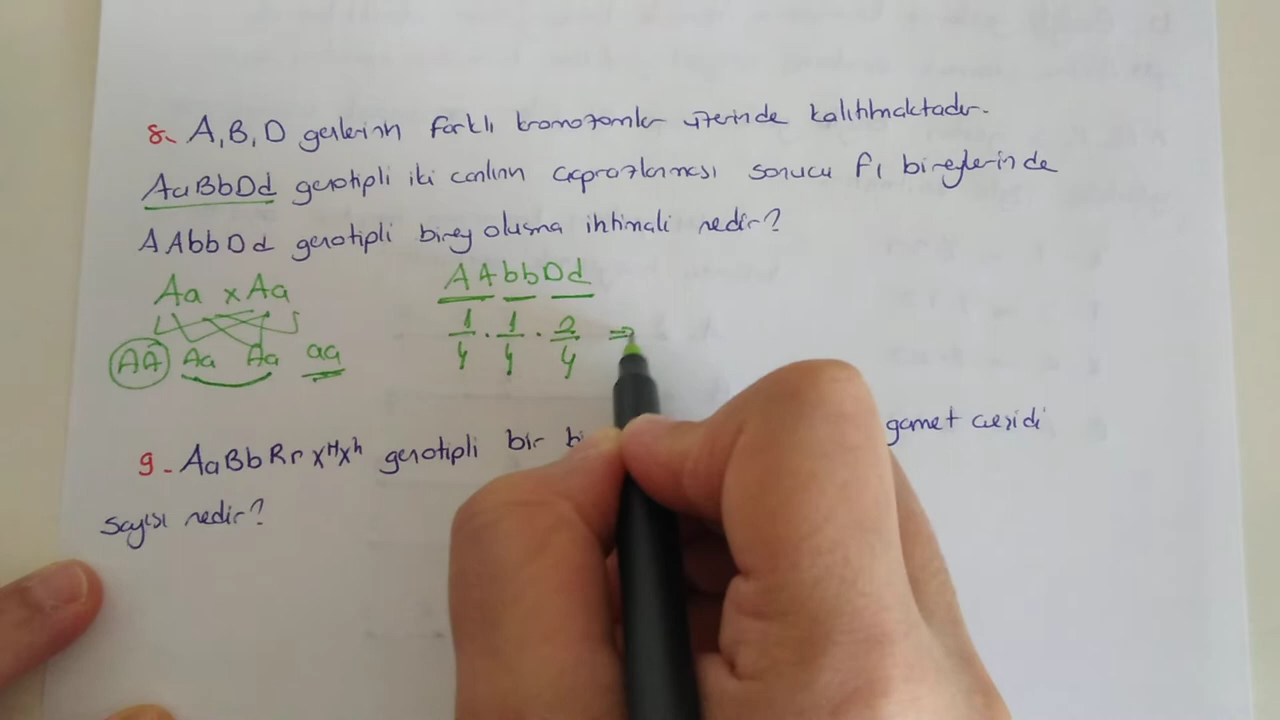 8. A, B, D genlerinin farklı kromozomlar üzerinde kalıtılmaktadır.
AaBbDd genotipli iki canlının çaprazlanması sonucu F1 bireylerinde
AAbbDd genotipli birey oluşma ihtimali nedir?
Aa x Aa
AA Aa Aa aa
AAbbDd
1/4 . 1/4 . 2/4 ⇒
9- AaBbRr XᴴXʰ genotipli bir gamet çeşidi
sayısı nedir?